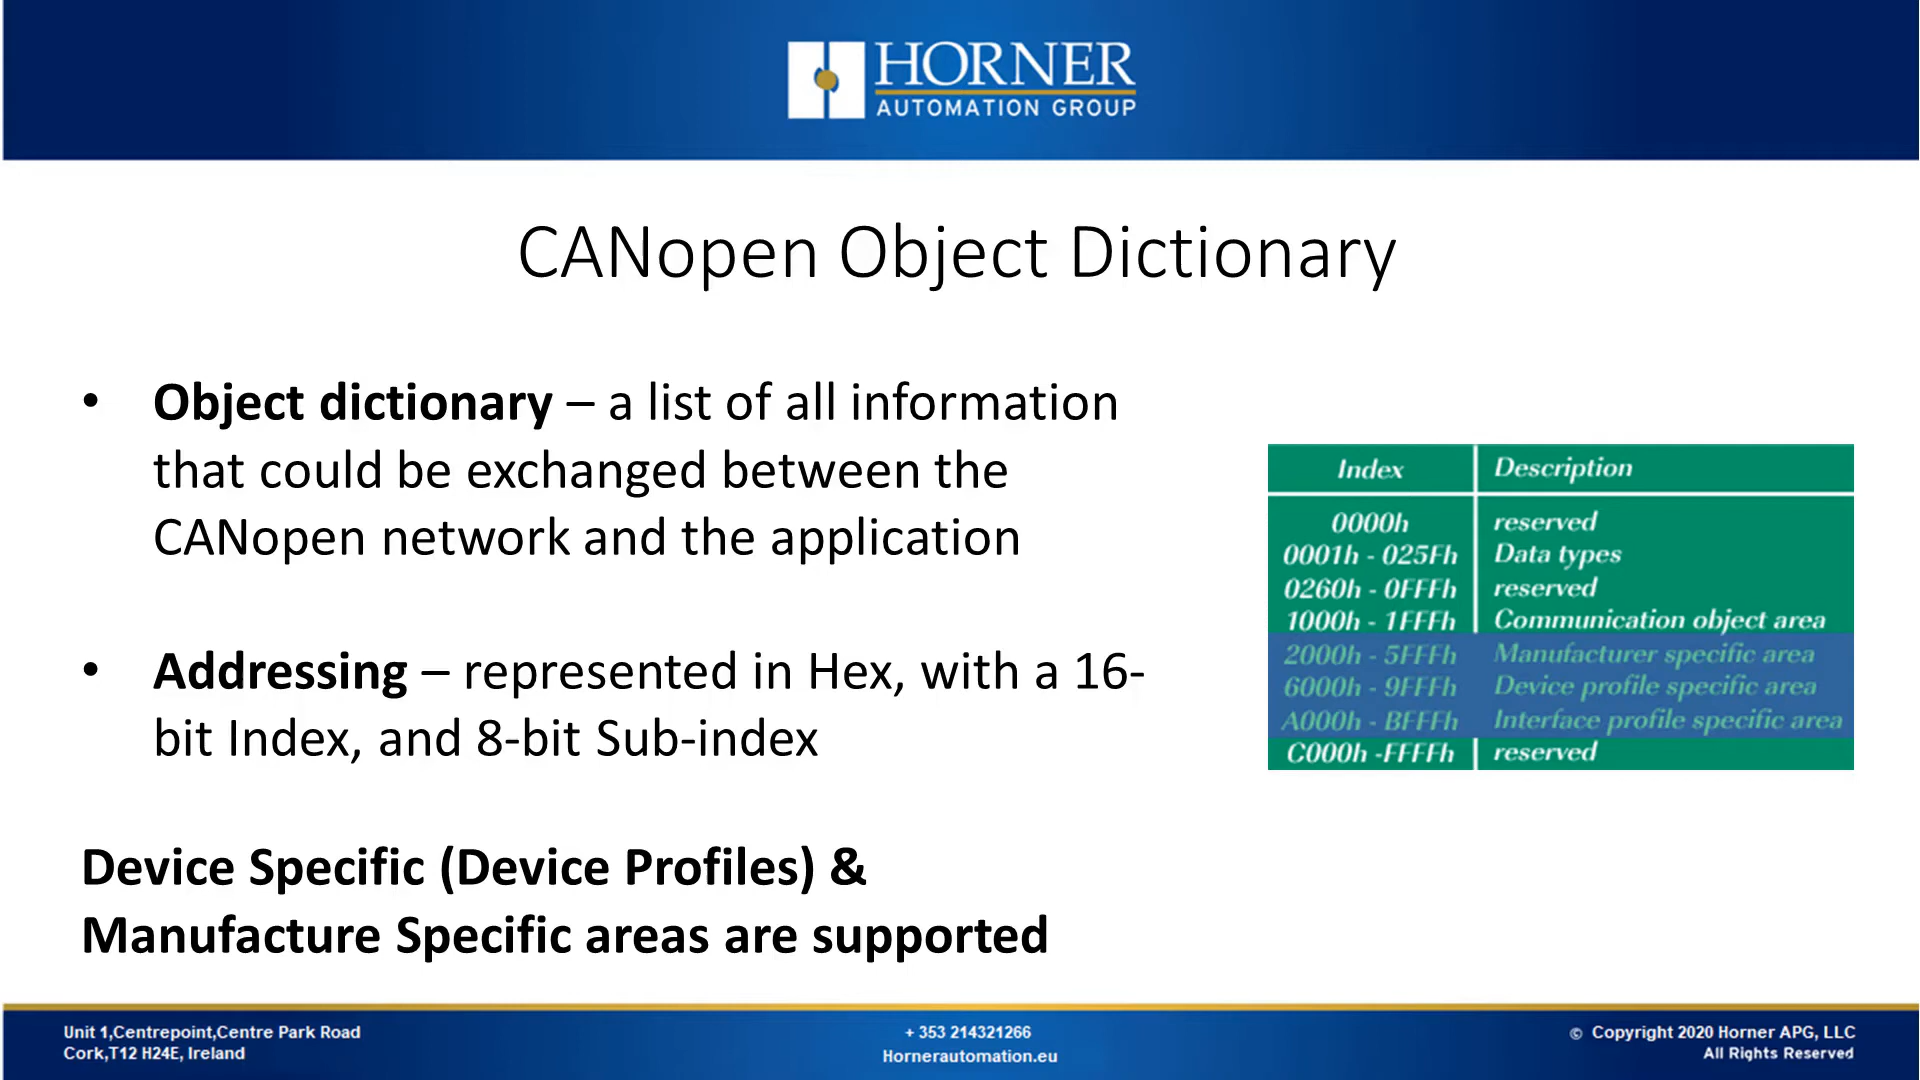 HORNER
AUTOMATION GROUP
CANopen Object Dictionary
• Object dictionary – a list of all information
that could be exchanged between the
CANopen network and the application
• Addressing – represented in Hex, with a 16-
bit Index, and 8-bit Sub-index
Device Specific (Device Profiles) &
Manufacture Specific areas are supported
Index Description
0000h reserved
0001h - 025Fh Data types
0260h - 0FFFh reserved
1000h - 1FFFh Communication object area
2000h - 5FFFh Manufacturer specific area
6000h - 9FFFh Device profile specific area
A000h - BFFFh Interface profile specific area
C000h -FFFFh reserved
Unit 1,Centrepoint,Centre Park Road
Cork,T12 H24E, Ireland
+ 353 214321266
Hornerautomation.eu
© Copyright 2020 Horner APG, LLC
All Rights Reserved